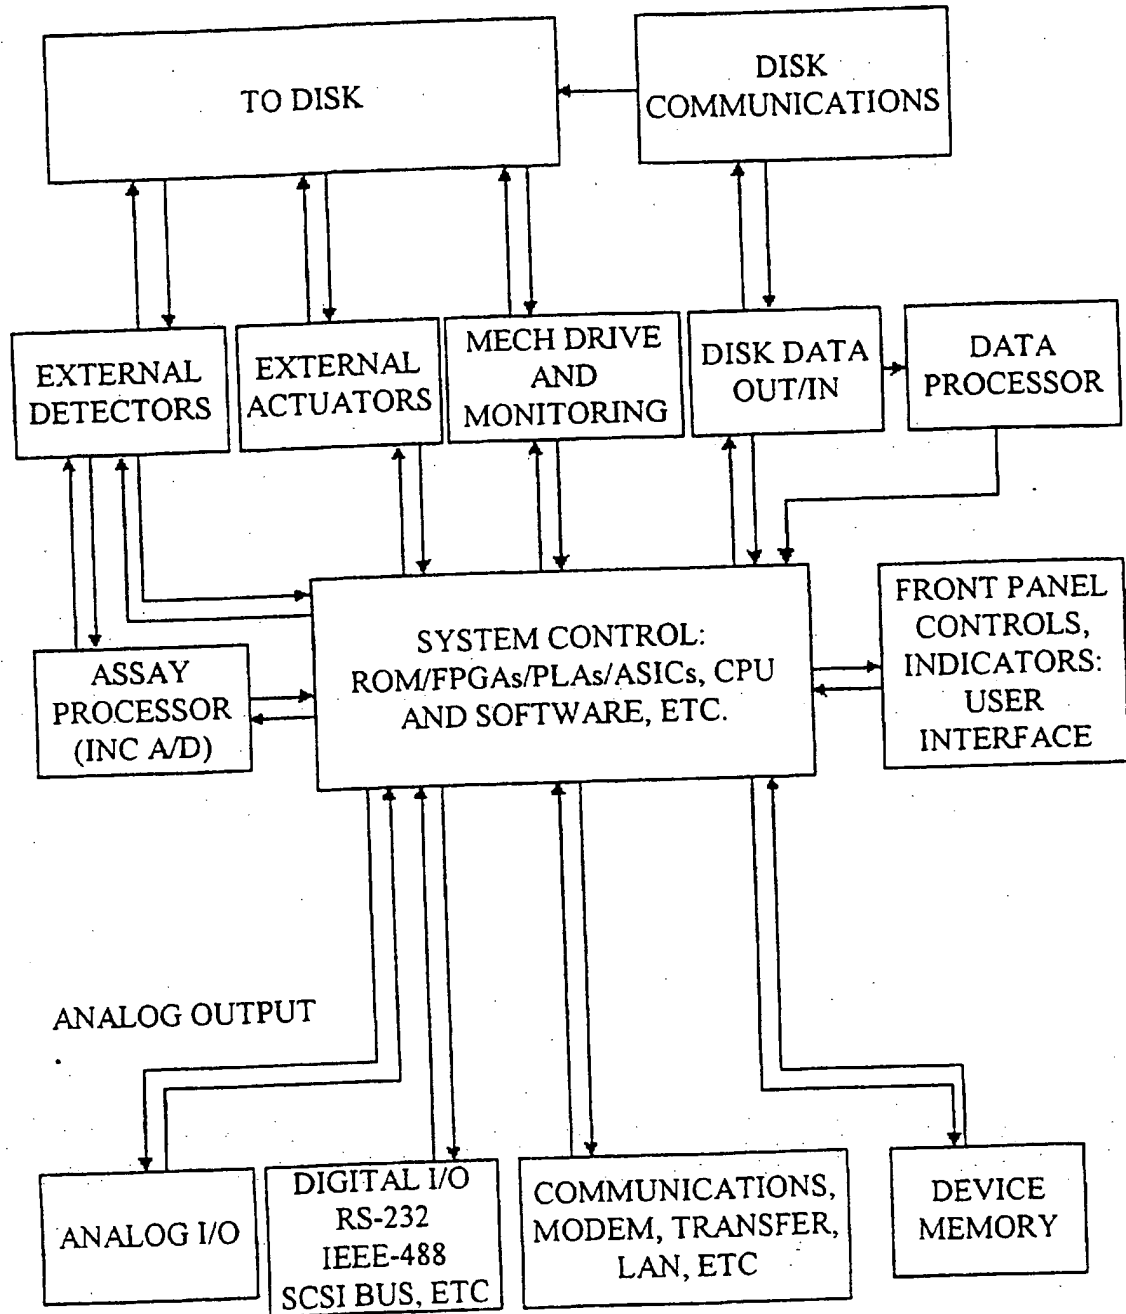 TO DISK
DISK
COMMUNICATIONS
EXTERNAL
DETECTORS
EXTERNAL
ACTUATORS
MECH DRIVE
AND
MONITORING
DISK DATA
OUT/IN
DATA
PROCESSOR
ASSAY
PROCESSOR
(INC A/D)
SYSTEM CONTROL:
ROM/FPGAs/PLAs/ASICs, CPU
AND SOFTWARE, ETC.
FRONT PANEL
CONTROLS,
INDICATORS:
USER
INTERFACE
ANALOG OUTPUT
ANALOG I/O
DIGITAL I/O
RS-232
IEEE-488
SCSI BUS, ETC
COMMUNICATIONS,
MODEM, TRANSFER,
LAN, ETC
DEVICE
MEMORY